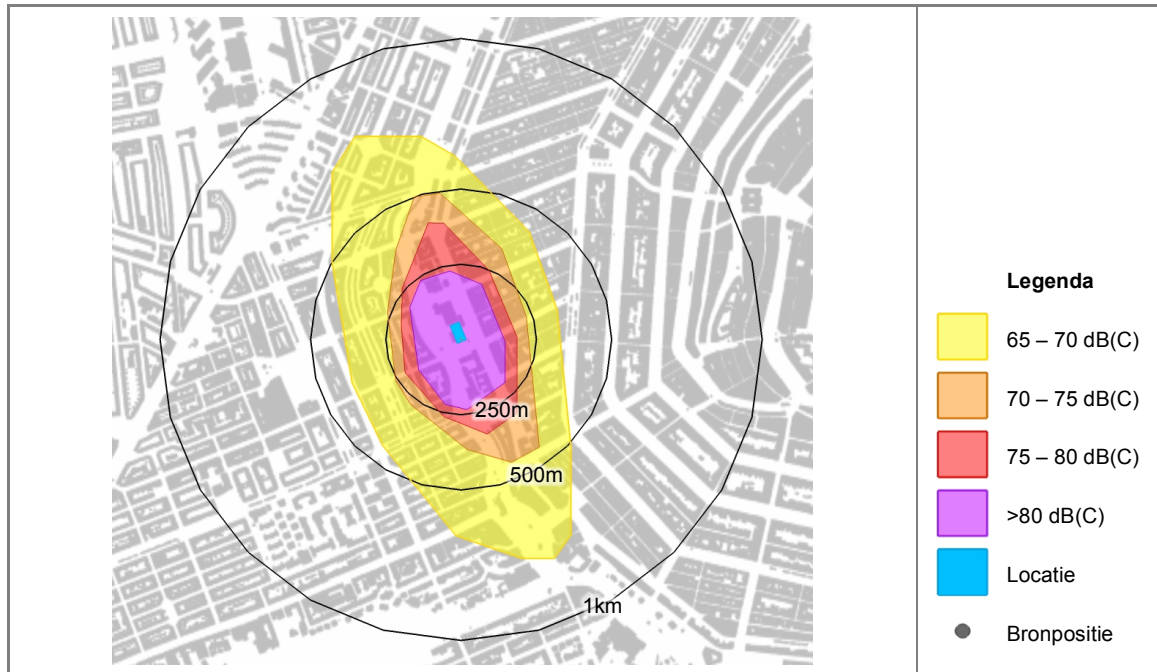 250m
500m
1km
Legenda
65 – 70 dB(C)
70 – 75 dB(C)
75 – 80 dB(C)
>80 dB(C)
Locatie
Bronpositie